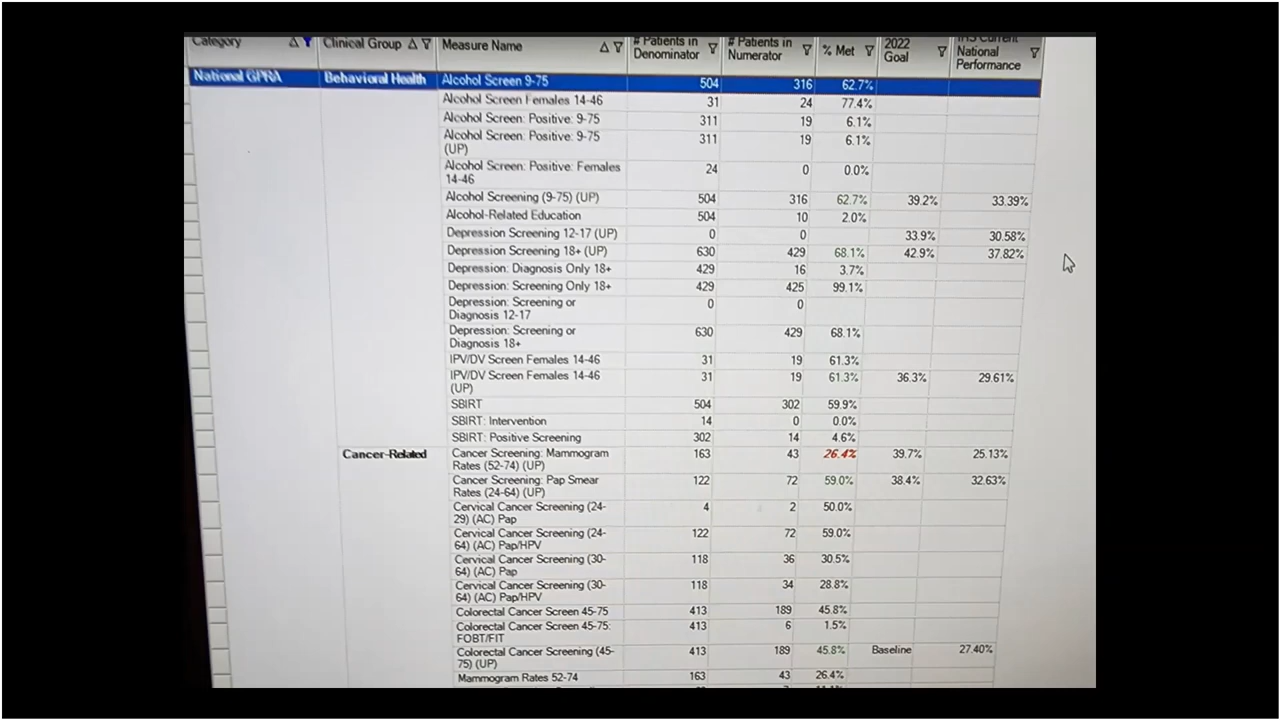 Category Clinical Group Measure Name # Patients in Denominator # Patients in Numerator % Met 2022 Goal IHS Current National Performance
National GPRA Behavioral Health Alcohol Screen 9-75 504 316 62.7%
Alcohol Screen Females 14-46 31 24 77.4%
Alcohol Screen: Positive: 9-75 311 19 6.1%
Alcohol Screen: Positive: 9-75 (UP) 311 19 6.1%
Alcohol Screen: Positive: Females 14-46 24 0 0.0%
Alcohol Screening (9-75) (UP) 504 316 62.7% 39.2% 33.39%
Alcohol-Related Education 504 10 2.0%
Depression Screening 12-17 (UP) 0 0 33.9% 30.58%
Depression Screening 18+ (UP) 630 429 68.1% 42.9% 37.82%
Depression: Diagnosis Only 18+ 429 16 3.7%
Depression: Screening Only 18+ 429 425 99.1%
Depression: Screening or Diagnosis 12-17 0 0
Depression: Screening or Diagnosis 18+ 630 429 68.1%
IPV/DV Screen Females 14-46 31 19 61.3%
IPV/DV Screen Females 14-46 (UP) 31 19 61.3% 36.3% 29.61%
SBIRT 504 302 59.9%
SBIRT: Intervention 14 0 0.0%
SBIRT: Positive Screening 302 14 4.6%
Cancer-Related Cancer Screening: Mammogram Rates (52-74) (UP) 163 43 26.4% 39.7% 25.13%
Cancer Screening: Pap Smear Rates (24-64) (UP) 122 72 59.0% 38.4% 32.63%
Cervical Cancer Screening (24-29) (AC) Pap 4 2 50.0%
Cervical Cancer Screening (24-64) (AC) Pap/HPV 122 72 59.0%
Cervical Cancer Screening (30-64) (AC) Pap 118 36 30.5%
Cervical Cancer Screening (30-64) (AC) Pap/HPV 118 34 28.8%
Colorectal Cancer Screen 45-75 413 189 45.8%
Colorectal Cancer Screen 45-75: FOBT/FIT 413 6 1.5%
Colorectal Cancer Screening (45-75) (UP) 413 189 45.8% Baseline 27.40%
Mammogram Rates 52-74 163 43 26.4%